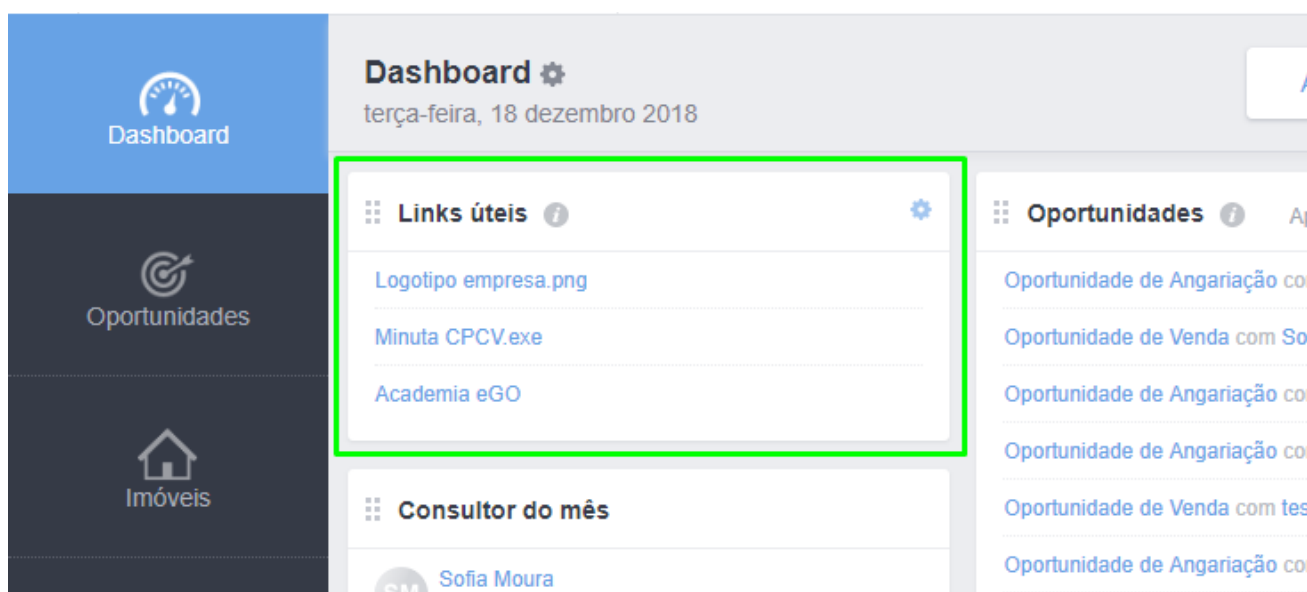 Dashboard
Oportunidades
Imóveis
Dashboard
terça-feira, 18 dezembro 2018
Links úteis
Logotipo empresa.png
Minuta CPCV.exe
Academia eGO
Consultor do mês
SM
Sofia Moura
Oportunidades
Oportunidade de Angariação
Oportunidade de Venda com
Oportunidade de Angariação
Oportunidade de Angariação
Oportunidade de Venda com
Oportunidade de Angariação